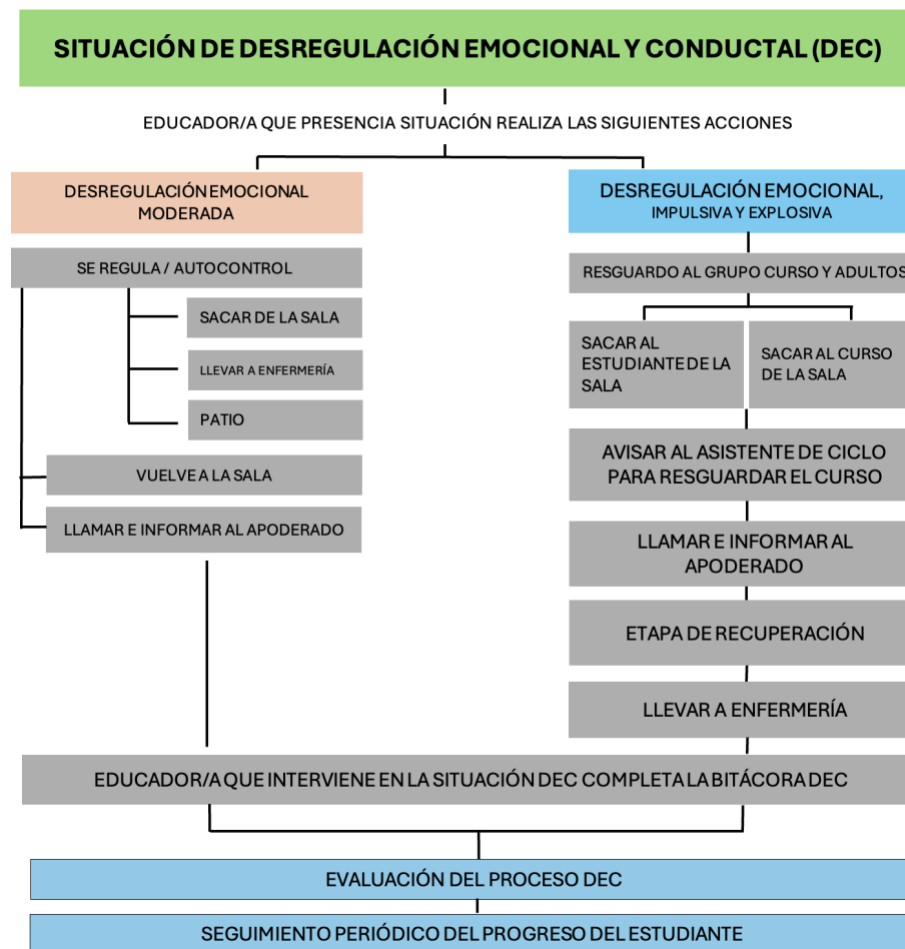 SITUACIÓN DE DESREGULACIÓN EMOCIONAL Y CONDUCTAL (DEC)
EDUCADOR/A QUE PRESENCIA SITUACIÓN REALIZA LAS SIGUIENTES ACCIONES
DESREGULACIÓN EMOCIONAL
MODERADA
SE REGULA / AUTOCONTROL
SACAR DE LA SALA
LLEVAR A ENFERMERÍA
PATIO
VUELVE A LA SALA
LLAMAR E INFORMAR AL APODERADO
DESREGULACIÓN EMOCIONAL,
IMPULSIVA Y EXPLOSIVA
RESGUARDO AL GRUPO CURSO Y ADULTOS
SACAR AL
ESTUDIANTE DE LA
SALA
SACAR AL CURSO
DE LA SALA
AVISAR AL ASISTENTE DE CICLO
PARA RESGUARDAR EL CURSO
LLAMAR E INFORMAR AL
APODERADO
ETAPA DE RECUPERACIÓN
LLEVAR A ENFERMERÍA
EDUCADOR/A QUE INTERVIENE EN LA SITUACIÓN DEC COMPLETA LA BITÁCORA DEC
EVALUACIÓN DEL PROCESO DEC
SEGUIMIENTO PERIÓDICO DEL PROGRESO DEL ESTUDIANTE